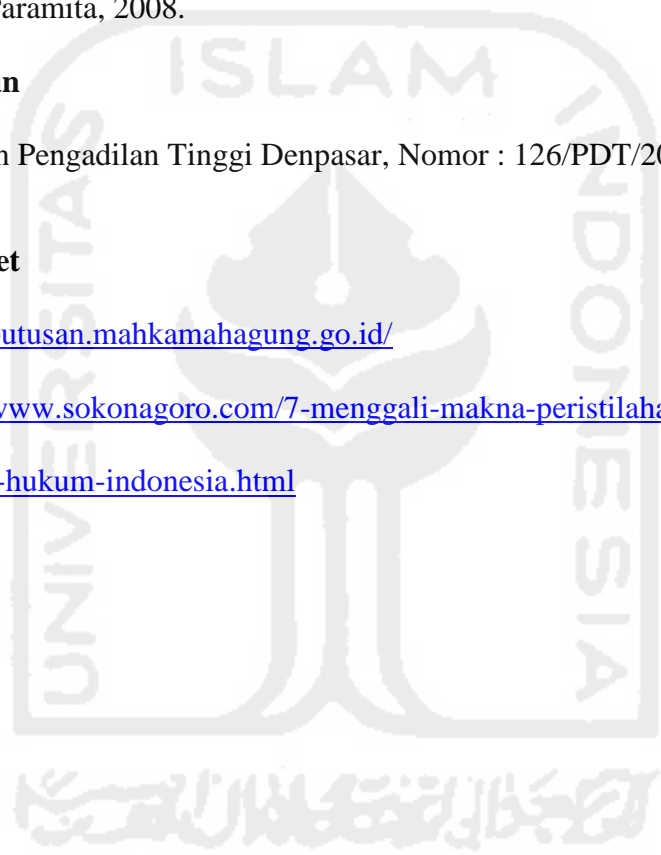 Paramita, 2008.
ISLAM
an
n Pengadilan Tinggi Denpasar, Nomor : 126/PDT/20
et
utusan.mahkamahagung.go.id/
www.sokonagoro.com/7-menggali-makna-peristilaha
-hukum-indonesia.html
UNIVERSITAS
INDONESIA